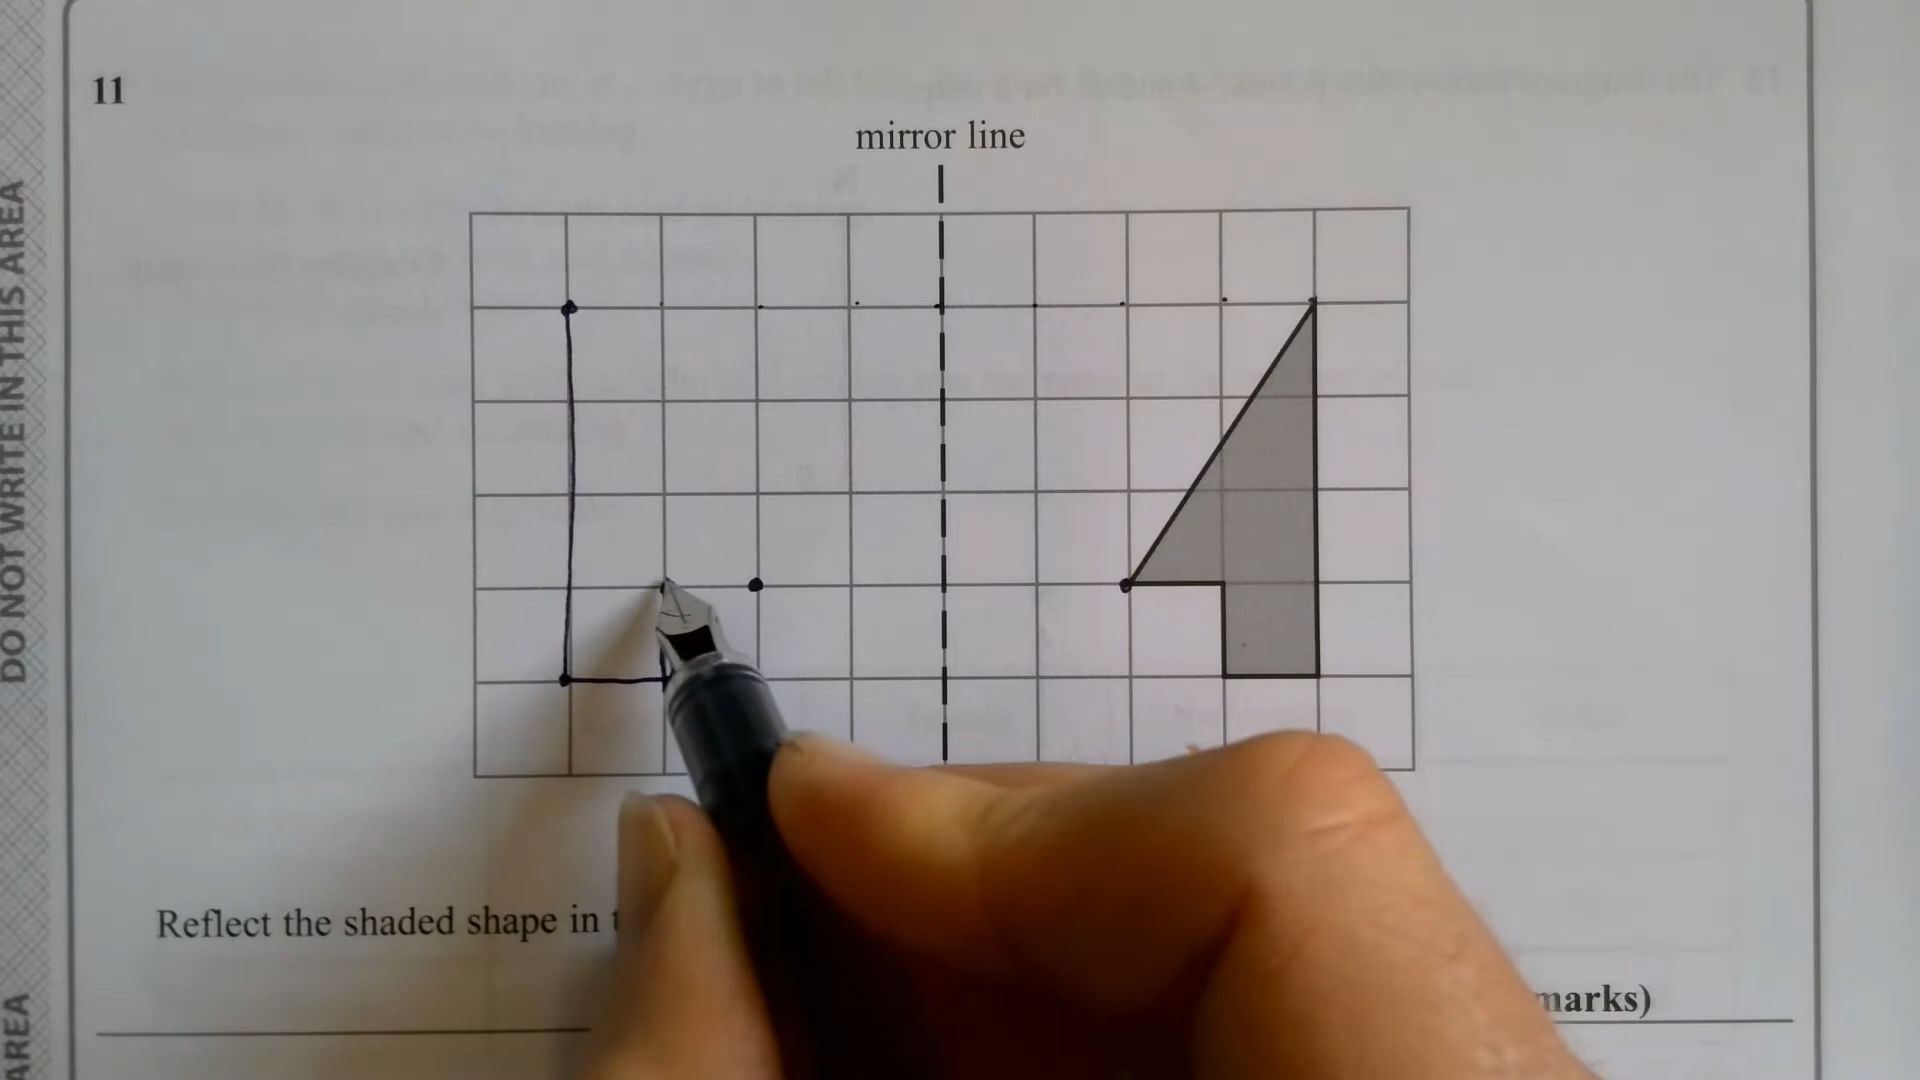 11
mirror line
DO NOT WRITE IN THIS AREA
Reflect the shaded shape in
marks)
AREA